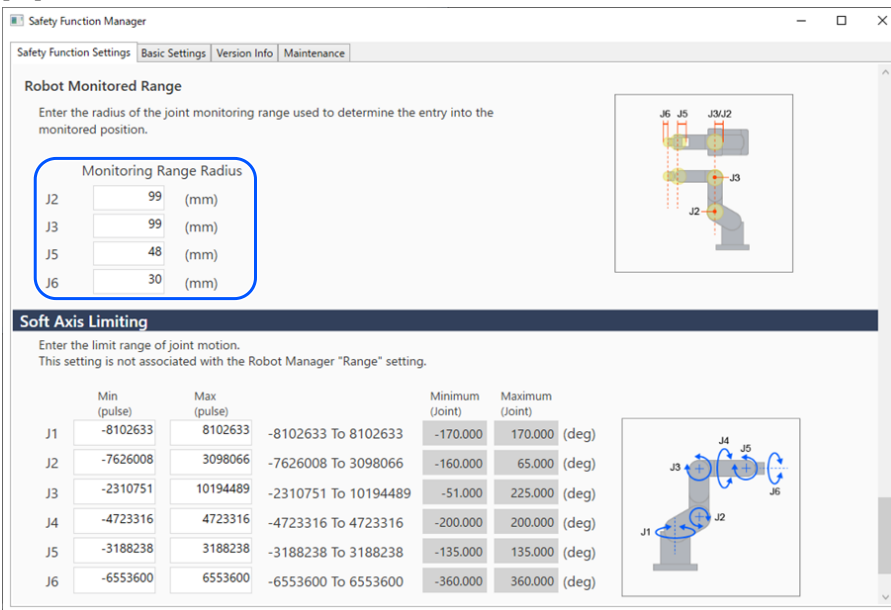 Safety Function Manager
Safety Function Settings Basic Settings Version Info Maintenance
Robot Monitored Range
Enter the radius of the joint monitoring range used to determine the entry into the
monitored position.
J6 J5 J3/J2
J3
J2
Monitoring Range Radius
J2 99 (mm)
J3 99 (mm)
J5 48 (mm)
J6 30 (mm)
Soft Axis Limiting
Enter the limit range of joint motion.
This setting is not associated with the Robot Manager "Range" setting.
Min Max Minimum Maximum
(pulse) (pulse) (Joint) (Joint)
J1 -8102633 8102633 -8102633 To 8102633 -170.000 170.000 (deg)
J2 -7626008 3098066 -7626008 To 3098066 -160.000 65.000 (deg)
J3 -2310751 10194489 -2310751 To 10194489 -51.000 225.000 (deg)
J4 -4723316 4723316 -4723316 To 4723316 -200.000 200.000 (deg)
J5 -3188238 3188238 -3188238 To 3188238 -135.000 135.000 (deg)
J6 -6553600 6553600 -6553600 To 6553600 -360.000 360.000 (deg)
J4
J5
J3
J6
J2
J1